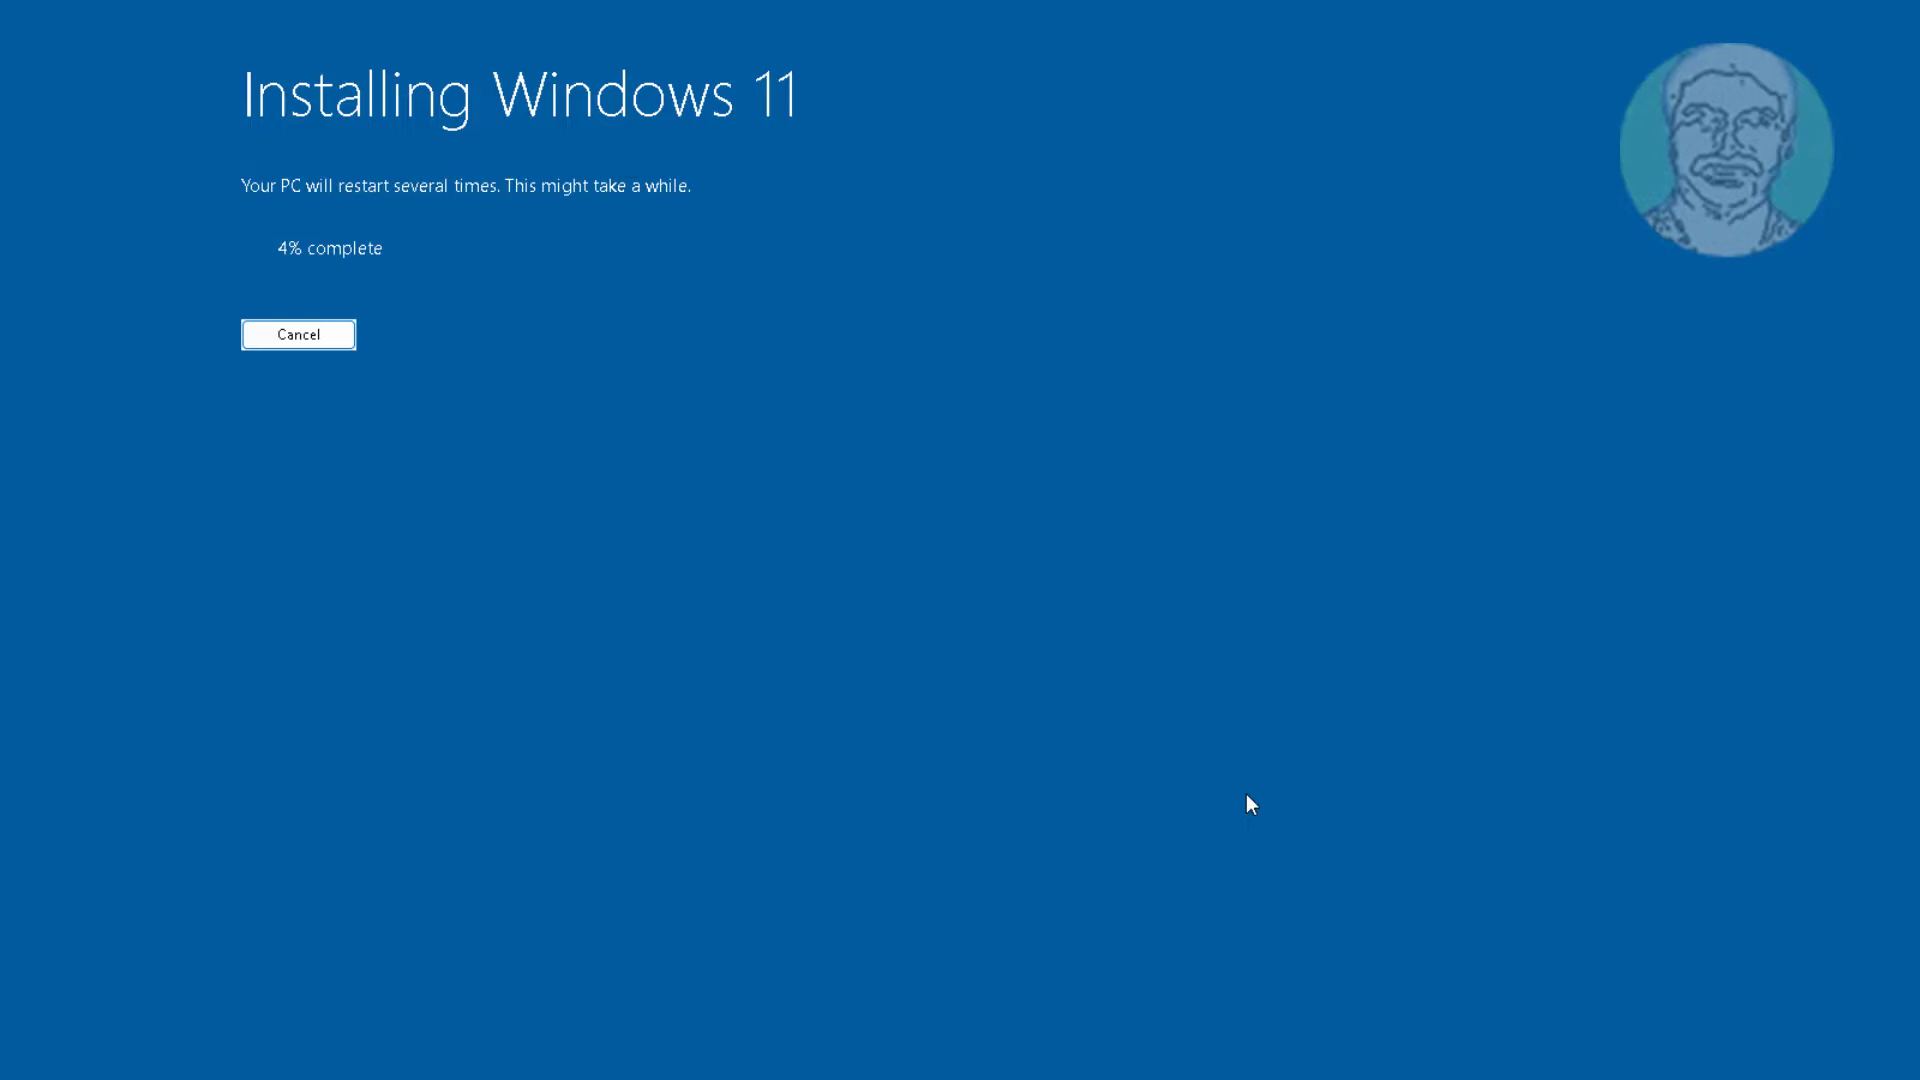 Installing Windows 11
Your PC will restart several times. This might take a while.
4% complete
Cancel